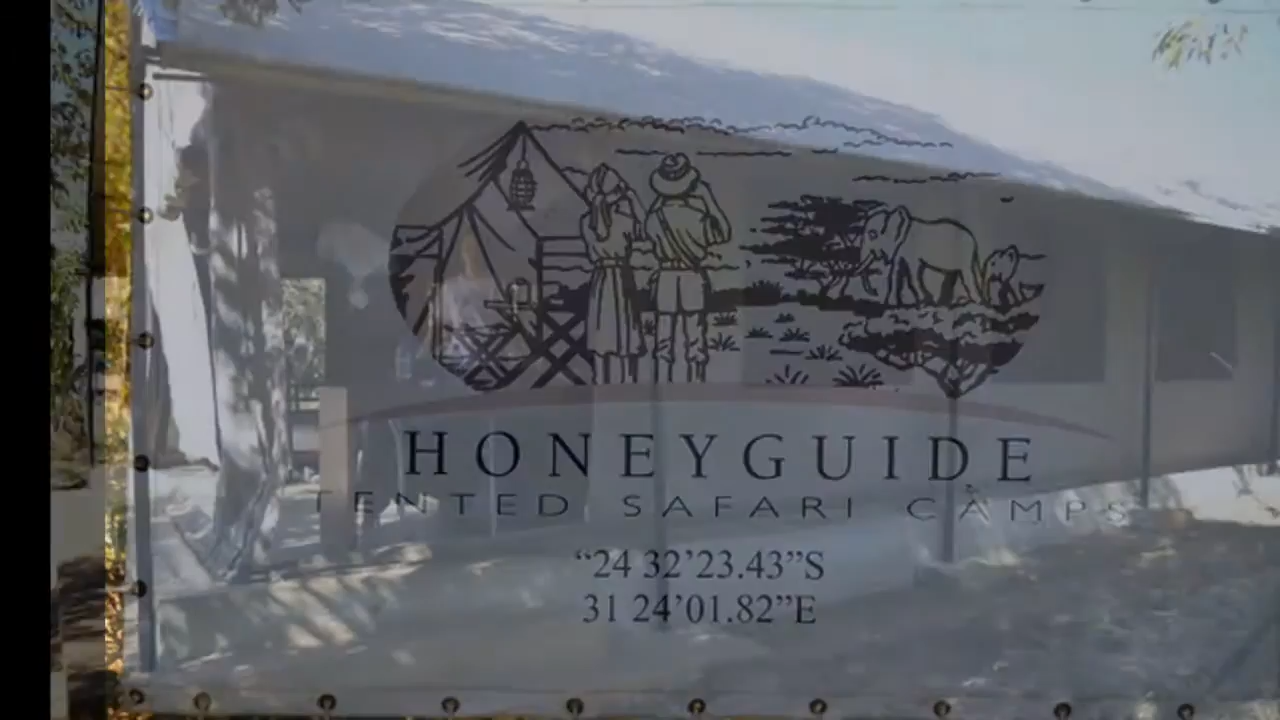 HONEYGUIDE
TENTED SAFARI CAMPS
“24 32’23.43”S
31 24’01.82”E